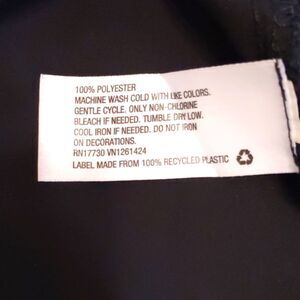 100% POLYESTER
MACHINE WASH COLD WITH LIKE COLORS.
GENTLE CYCLE. ONLY NON-CHLORINE
BLEACH IF NEEDED. TUMBLE DRY LOW.
COOL IRON IF NEEDED. DO NOT IRON
ON DECORATIONS.
RN17730 VN1261424
LABEL MADE FROM 100% RECYCLED PLASTIC